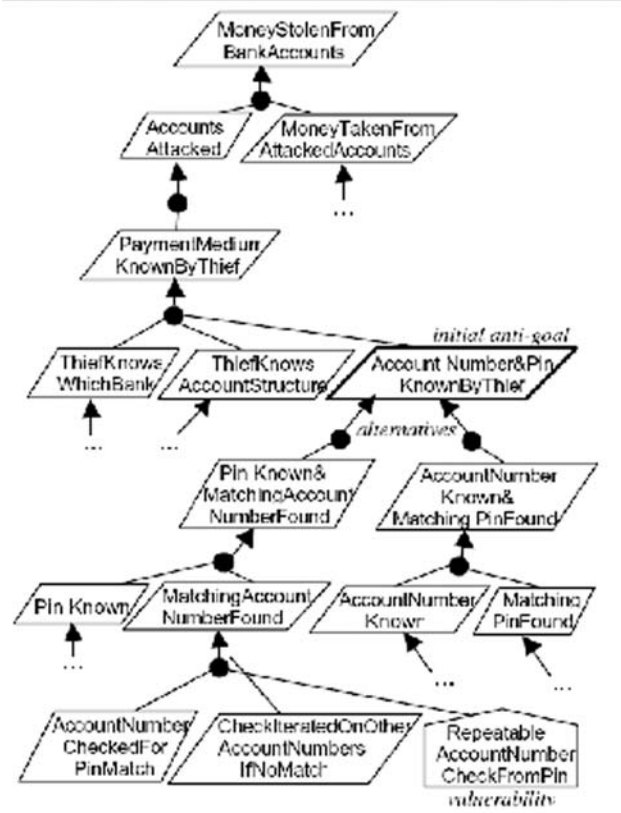 MoneyStolenFrom
BankAccounts
Accounts
Attacked
MoneyTakenFrom
AttackedAccounts
...
PaymentMedium
KnownByThief
initial anti-goal
ThiefKnows
WhichBank
ThiefKnows
AccountStructure
Account Number&Pin
KnownByThief
...
...
alternatives
Pin Known&
MatchingAccount
NumberFound
AccountNumber
Known&
Matching PinFound
Pin Known
MatchingAccount
NumberFound
AccountNumber
Known
Matching
PinFound
...
...
...
AccountNumber
CheckedFor
PinMatch
CheckIteratedOnOther
AccountNumbers
IfNoMatch
Repeatable
AccountNumber
CheckFromPin
vulnerability